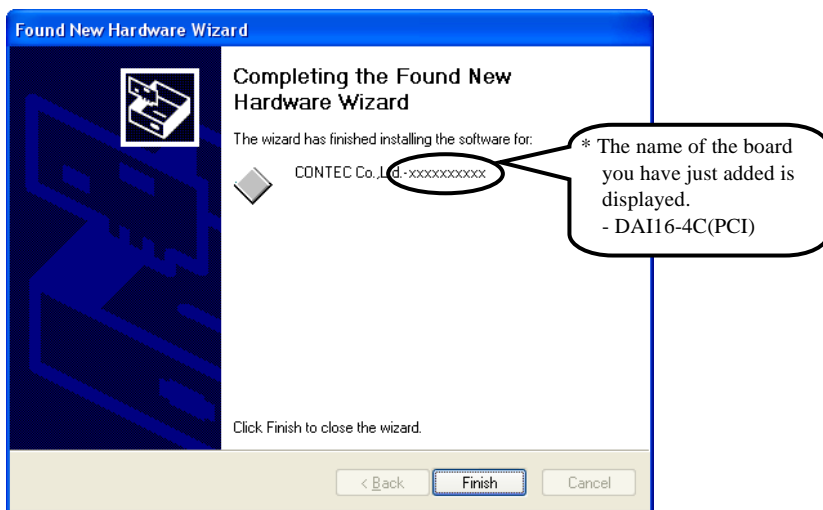 Found New Hardware Wizard
Completing the Found New
Hardware Wizard
The wizard has finished installing the software for:
CONTEC Co.,Ltd.-xxxxxxxxxx
* The name of the board
you have just added is
displayed.
- DAI16-4C(PCI)
Click Finish to close the wizard.
< Back
Finish
Cancel